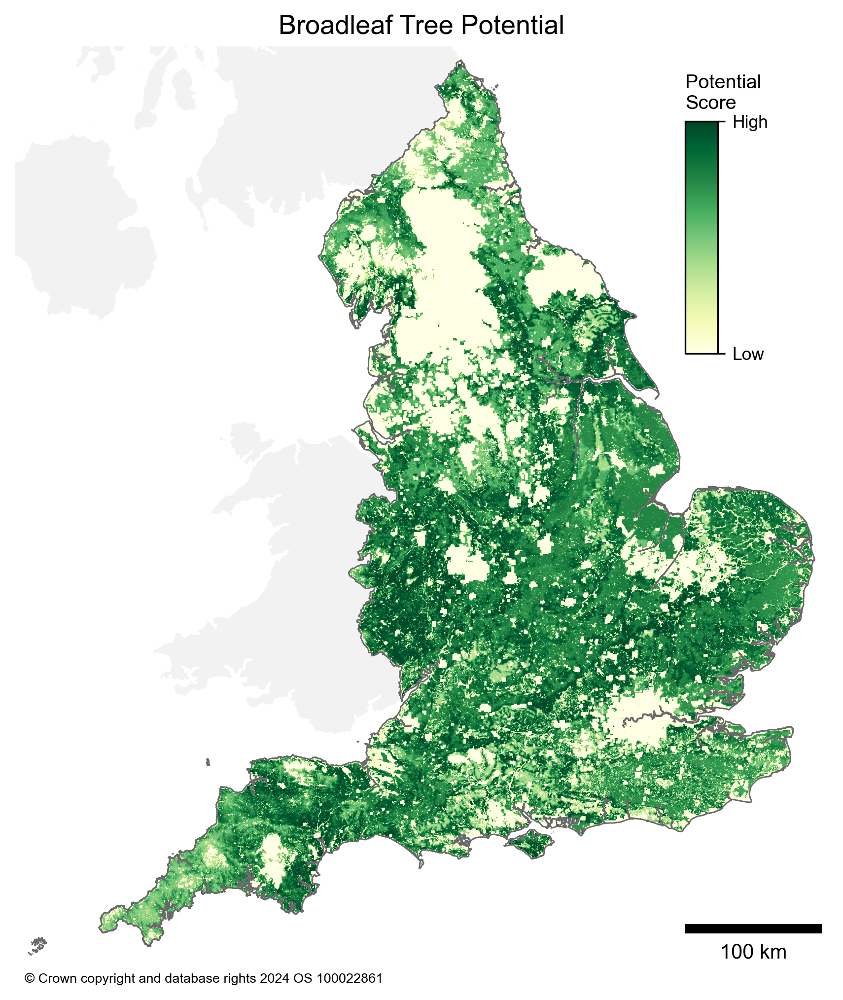 Broadleaf Tree Potential
Potential
Score
High
Low
100 km
© Crown copyright and database rights 2024 OS 100022861